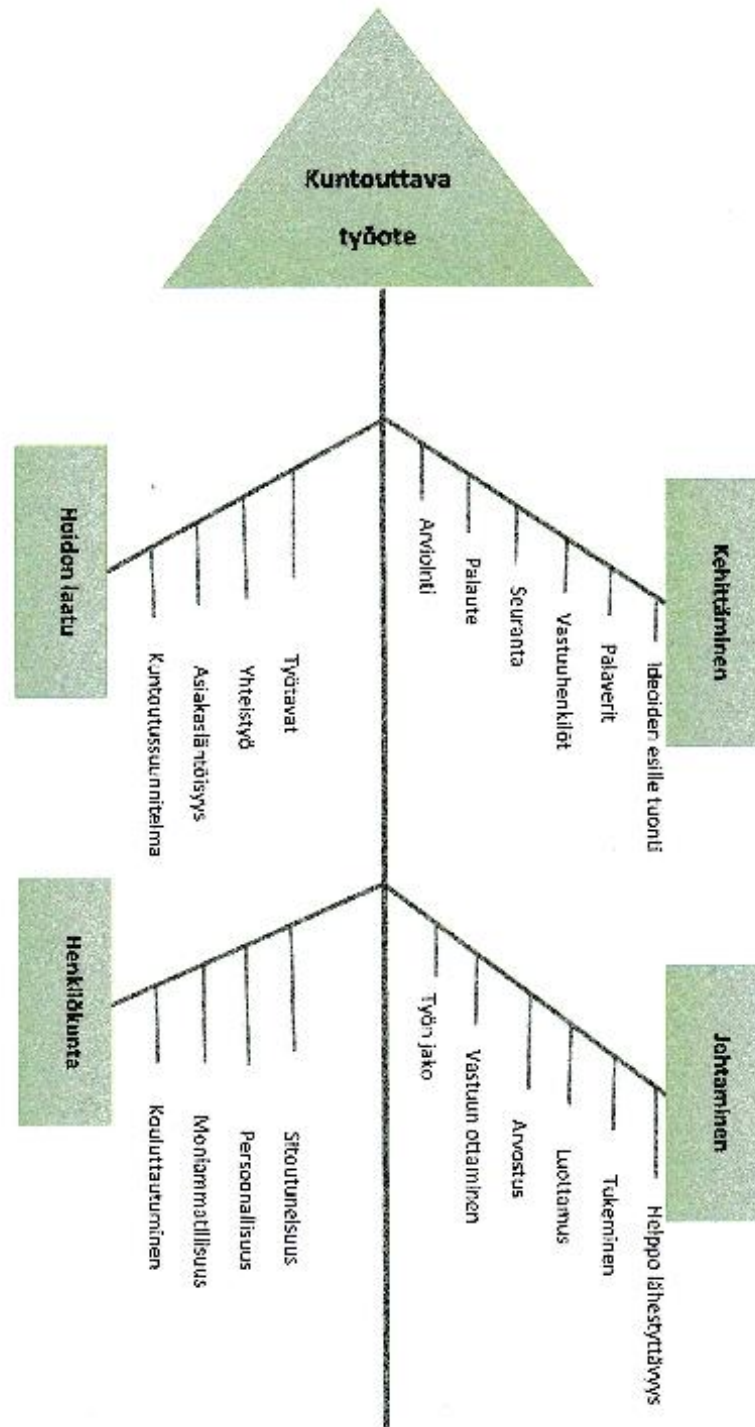 Kuntouttava
työote
Kehittäminen
Ideoiden esille tuonti
Palaverit
Vastuuhenkilöt
Seuranta
Palaute
Arviointi
Hoidon laatu
Työtavat
Yhteistyö
Asiakasläntöisyys
Kuntoutussuunnitelma
Johtaminen
Helppo lähestyttävyys
Tukeminen
Luottamus
Arvostus
Vastuun ottaminen
Työn jako
Henkilökunta
Sitoutuneisuus
Persoonallisuus
Moniammatillisuus
Kouluttautuminen